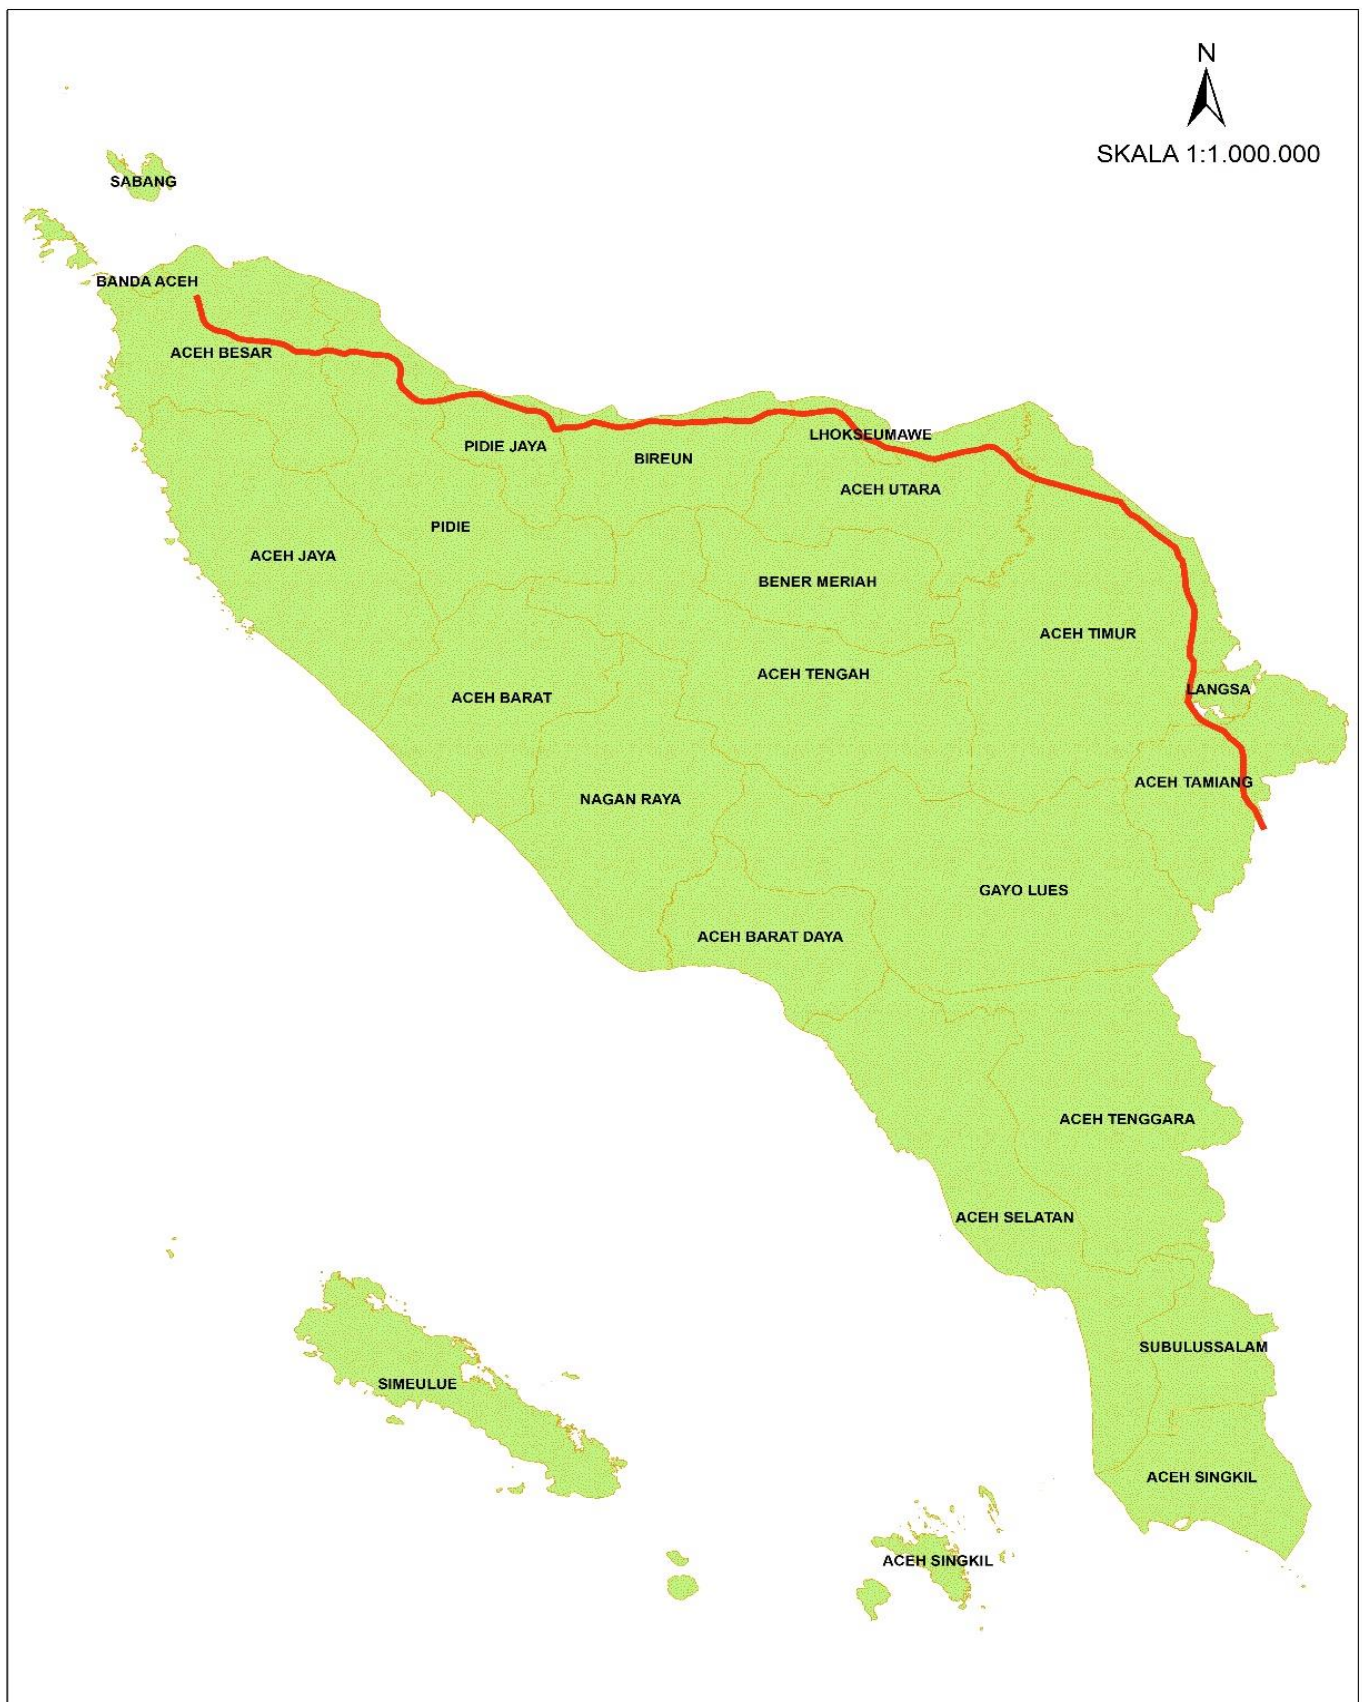 N
SKALA 1:1.000.000
SABANG
BANDA ACEH
ACEH BESAR
LHOKSEUMAWE
PIDIE JAYA
BIREUN
ACEH UTARA
PIDIE
ACEH JAYA
BENER MERIAH
ACEH TIMUR
ACEH TENGAH
LANGSA
ACEH BARAT
ACEH TAMIANG
NAGAN RAYA
GAYO LUES
ACEH BARAT DAYA
ACEH TENGGARA
ACEH SELATAN
SUBULUSSALAM
SIMEULUE
ACEH SINGKIL
ACEH SINGKIL